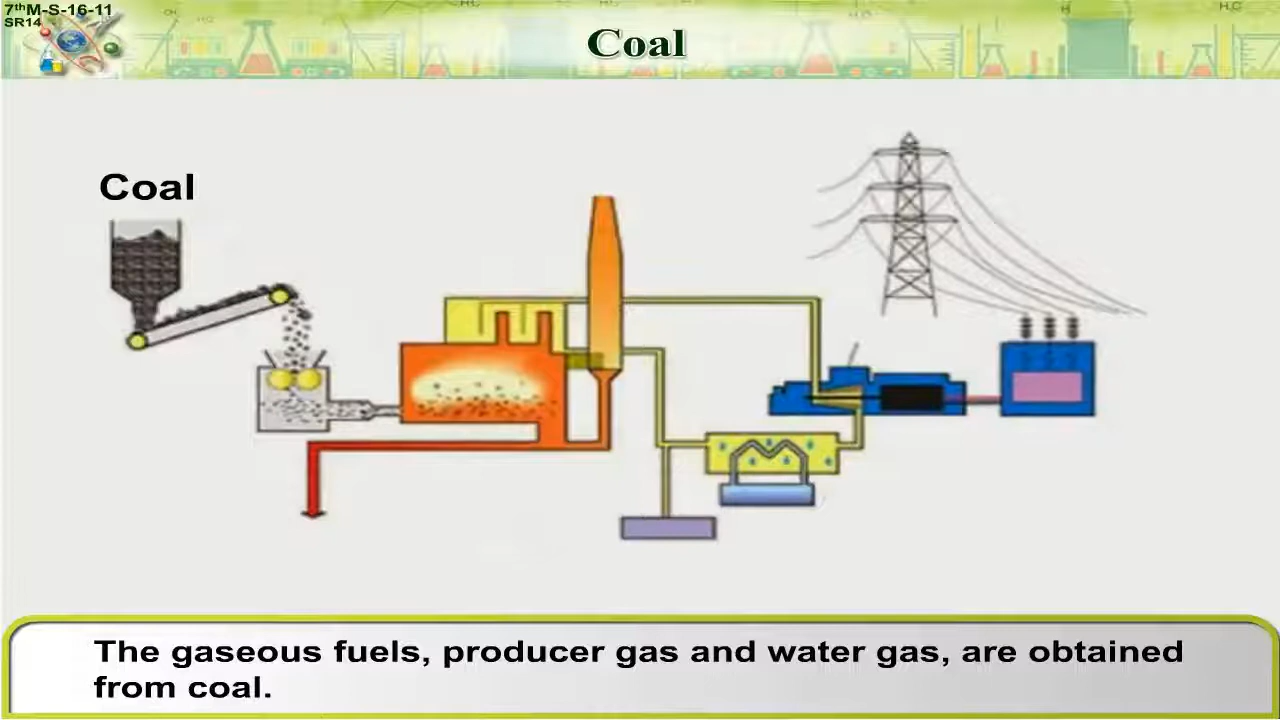 7thM-S-16-11
SR14
Coal
Coal
The gaseous fuels, producer gas and water gas, are obtained
from coal.